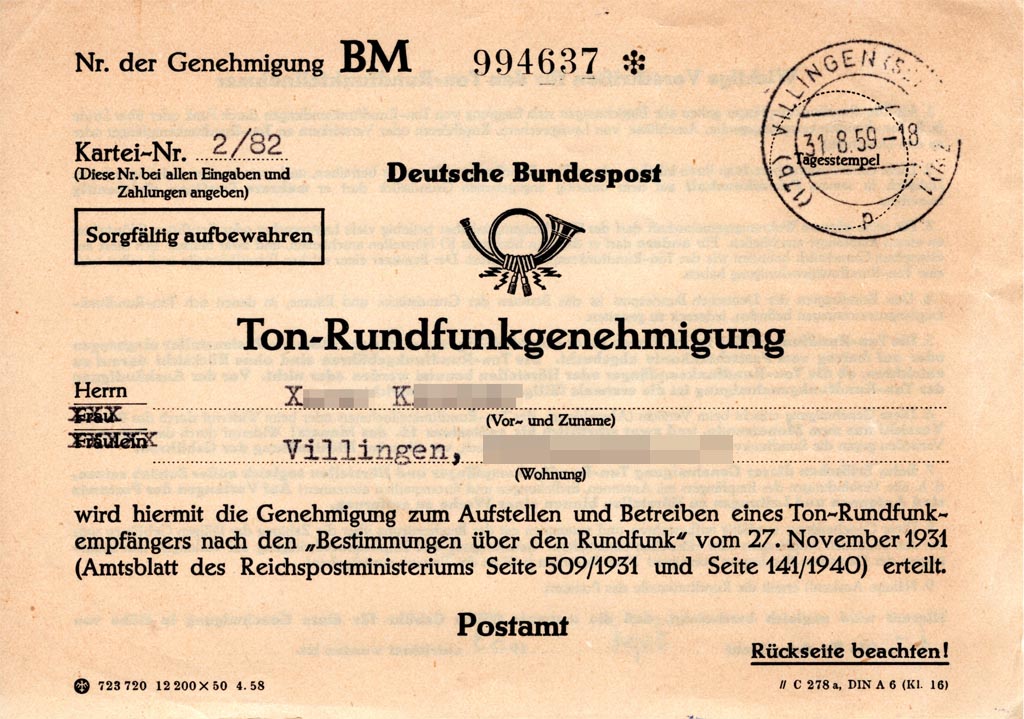 Nr. der Genehmigung BM 994637 *
Kartei-Nr. 2/82
(Diese Nr. bei allen Eingaben und
Zahlungen angeben)
Sorgfältig aufbewahren
Deutsche Bundespost
(17b) VILLINGEN
31.8.59-18
Tagesstempel
p
Ton-Rundfunkgenehmigung
Herrn
Frau
Fräulein
X K
(Vor- und Zuname)
Villingen,
(Wohnung)
wird hiermit die Genehmigung zum Aufstellen und Betreiben eines Ton-Rundfunk-
empfängers nach den „Bestimmungen über den Rundfunk“ vom 27. November 1931
(Amtsblatt des Reichspostministeriums Seite 509/1931 und Seite 141/1940) erteilt.
Postamt
Rückseite beachten!
723 720 12 200 × 50 4. 58
// C 278 a, DIN A 6 (Kl. 16)